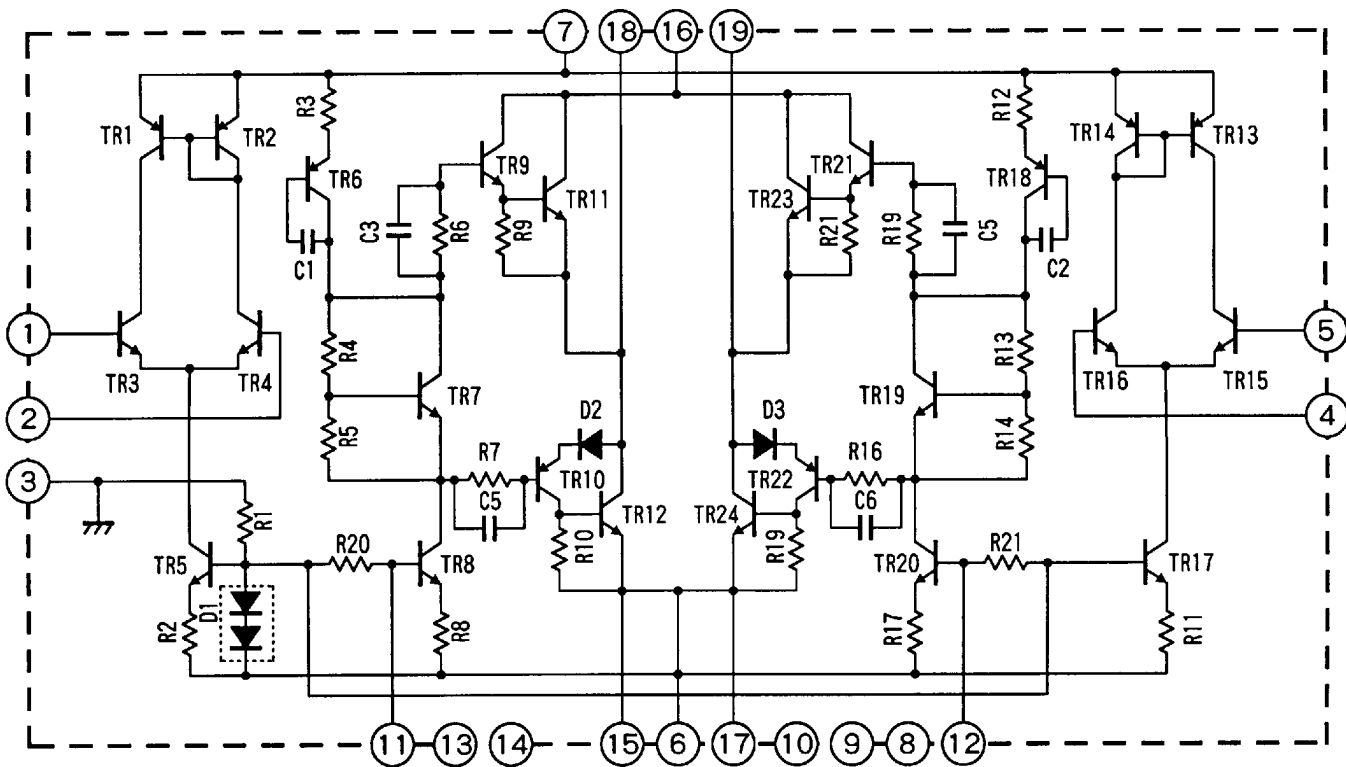 7 18 16 19
TR1 TR2 R3 R12 TR14 TR13
TR6 TR9 TR21 TR18
TR11 TR23
C3 R6 R9 R21 R19 C5
C1 C2
1 5
R4 R13
TR3 TR4 TR7 TR19 TR16 TR15
2 4
D2 D3
R5 R7 R16 R14
3
TR10 TR22
C5 C6
R1 TR12 TR24
R20 R10 R19 R21
TR5 TR8 TR20 TR17
D1
R2 R8 R17 R11
11 13 14 15 6 17 10 9 8 12